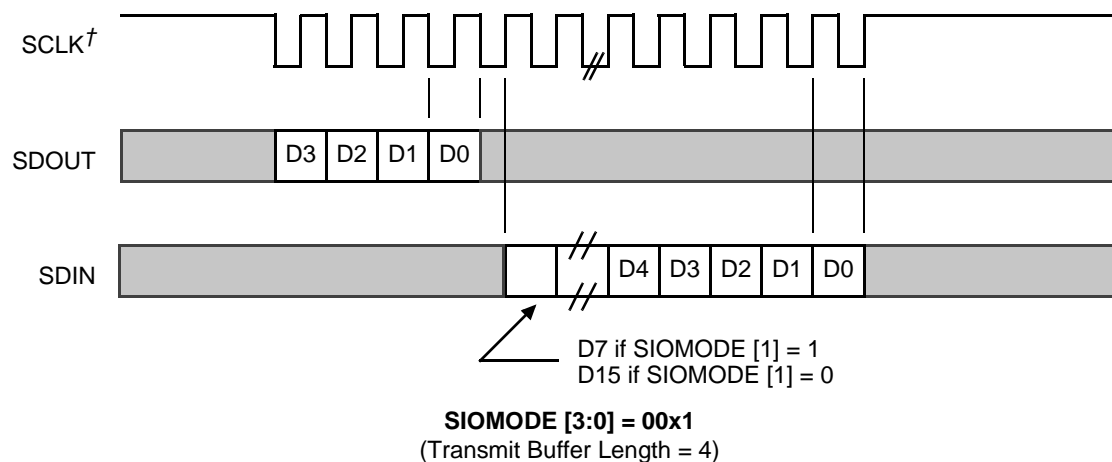 SCLK†
SDOUT D3 D2 D1 D0
SDIN D4 D3 D2 D1 D0
D7 if SIOMODE [1] = 1
D15 if SIOMODE [1] = 0
SIOMODE [3:0] = 00x1
(Transmit Buffer Length = 4)